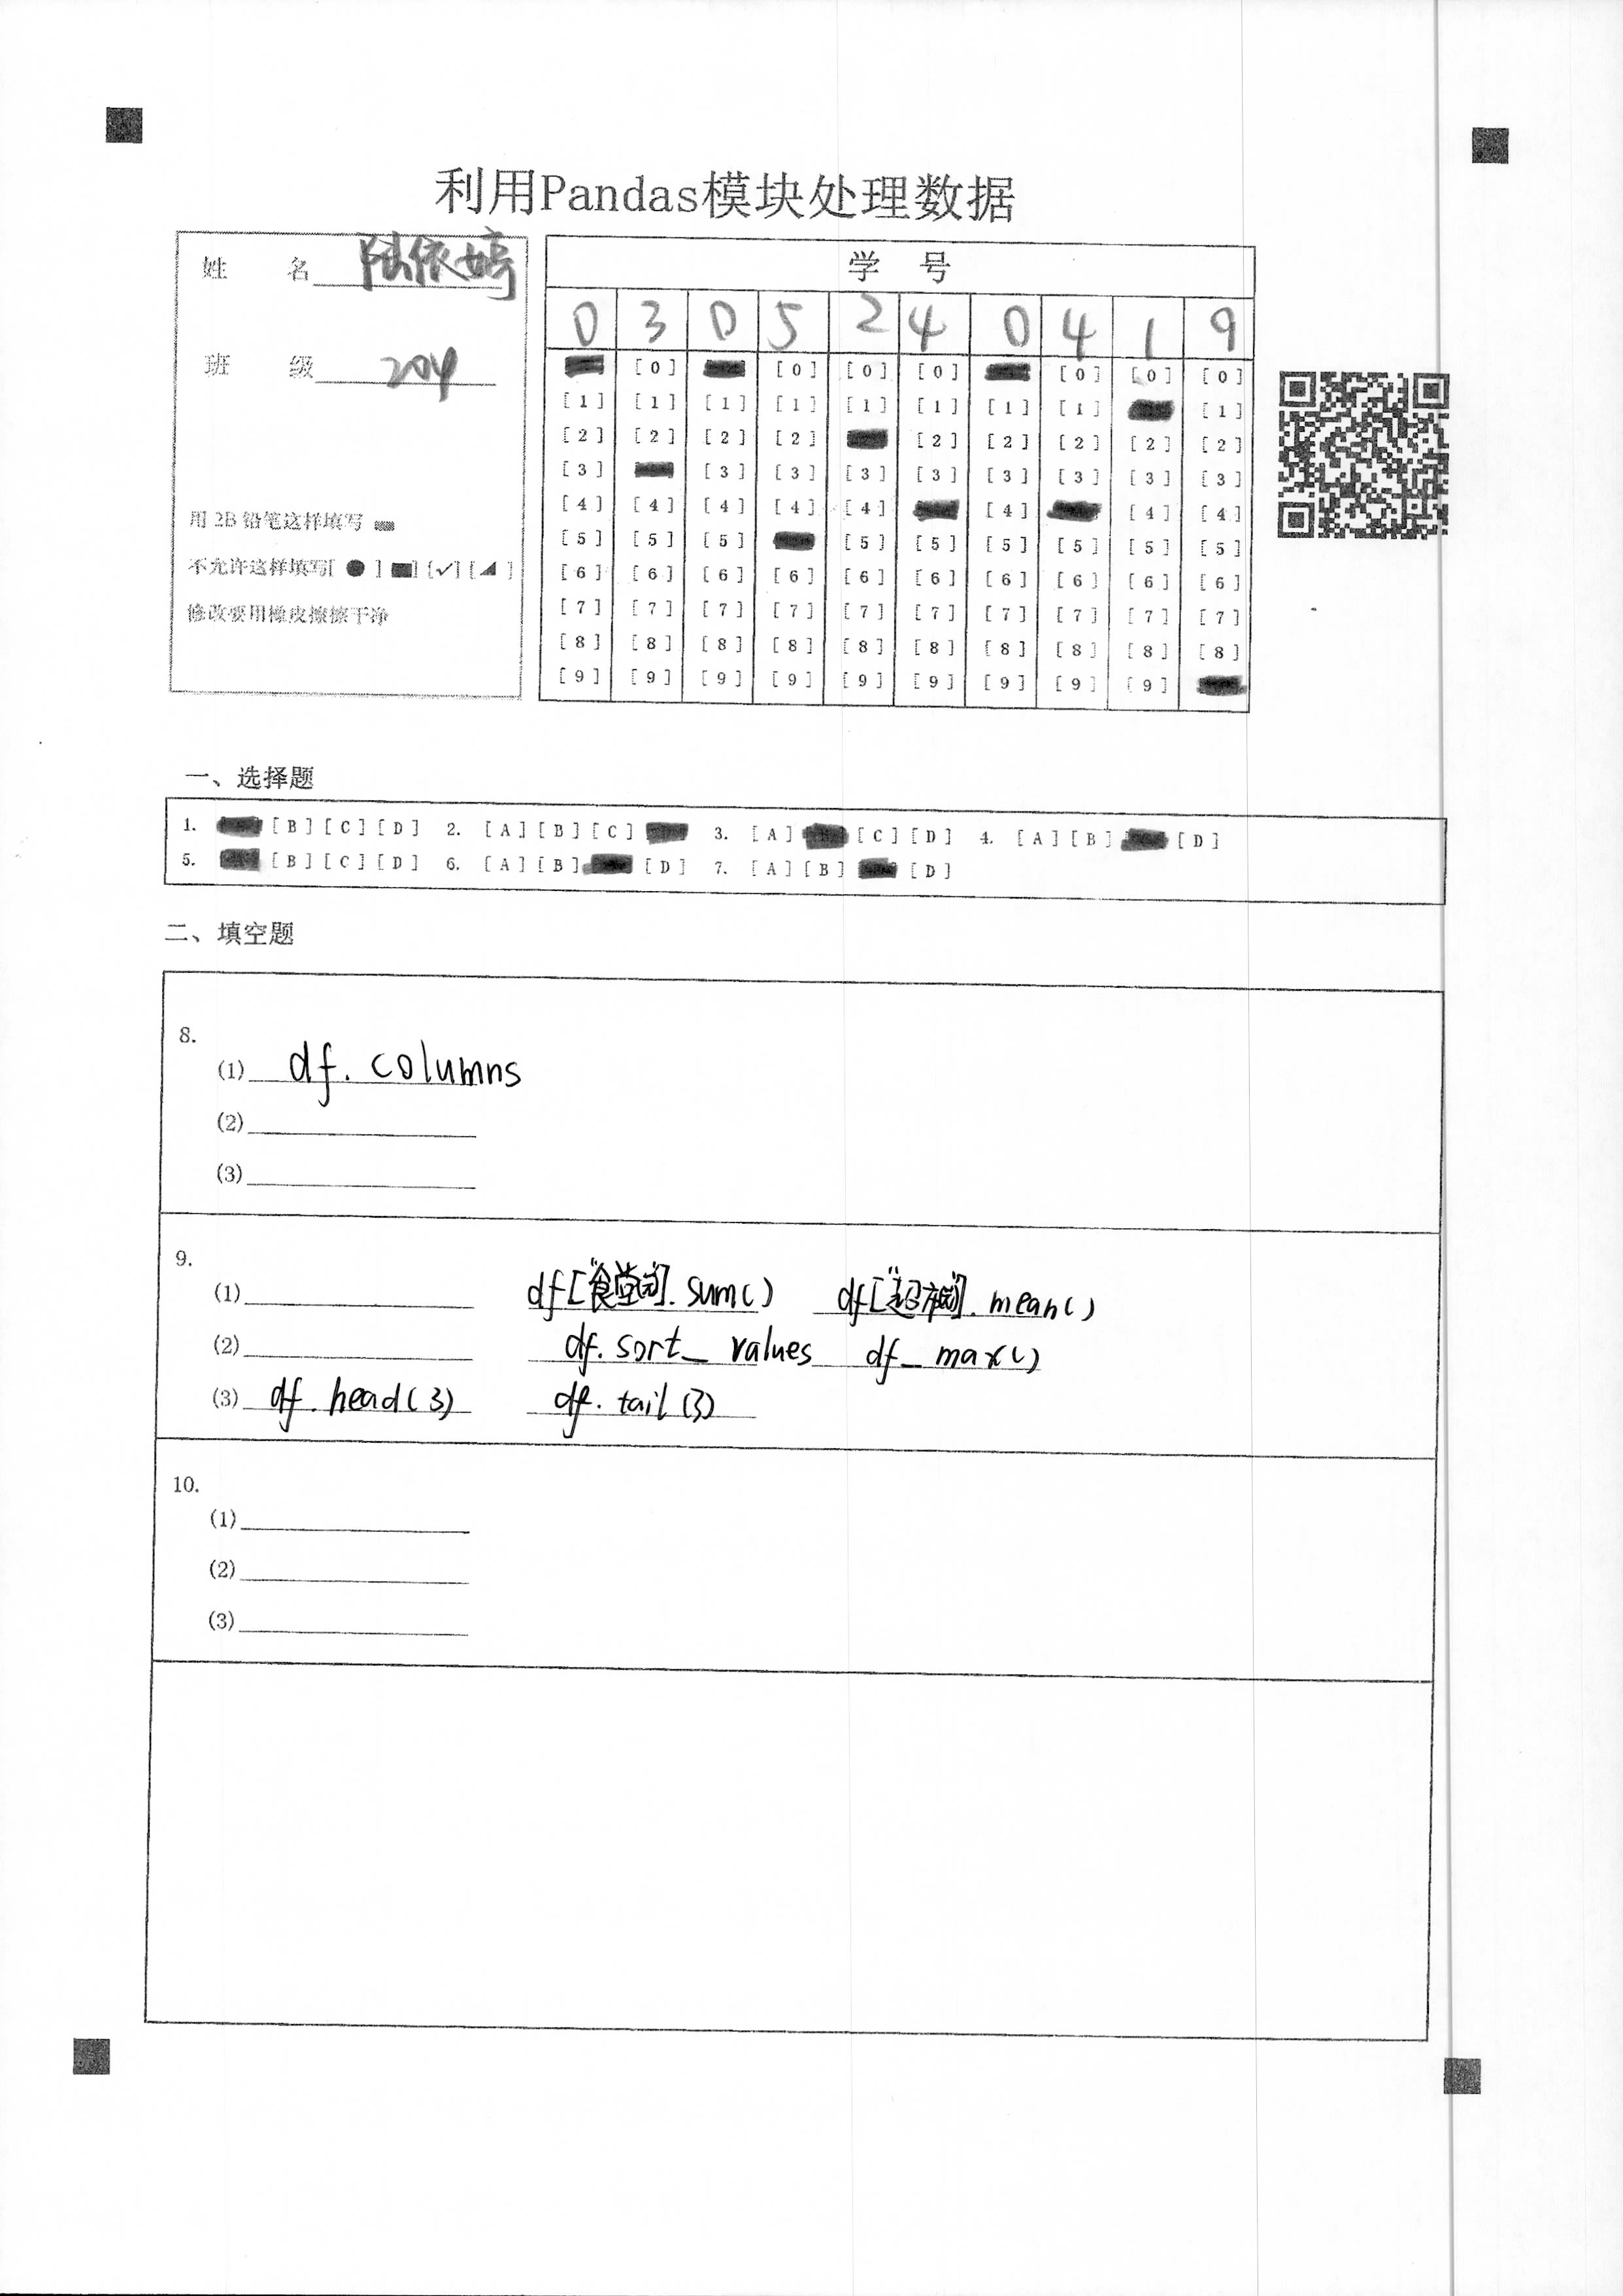 利用Pandas模块处理数据
姓 名 陆依婷
班 级 204
用 2B 铅笔这样填写
不允许这样填写[ ● ] [■] [✓] [◢ ]
修改要用橡皮擦擦干净
学 号
0 3 0 5 2 4 0 4 1 9
[0] [0] [0] [0] [0] [0] [0]
[1] [1] [1] [1] [1] [1] [1] [1] [1]
[2] [2] [2] [2] [2] [2] [2] [2] [2]
[3] [3] [3] [3] [3] [3] [3] [3] [3]
[4] [4] [4] [4] [4] [4] [4] [4]
[5] [5] [5] [5] [5] [5] [5] [5] [5]
[6] [6] [6] [6] [6] [6] [6] [6] [6] [6]
[7] [7] [7] [7] [7] [7] [7] [7] [7] [7]
[8] [8] [8] [8] [8] [8] [8] [8] [8] [8]
[9] [9] [9] [9] [9] [9] [9] [9] [9]
一、选择题
1. [B] [C] [D] 2. [A] [B] [C] 3. [A] [C] [D] 4. [A] [B] [D]
5. [B] [C] [D] 6. [A] [B] [D] 7. [A] [B] [D]
二、填空题
8.
(1) df. columns
(2)
(3)
9.
(1) df["食堂"]. sum() df["超市"]. mean()
(2) df. sort_ values df_ max()
(3) df. head(3) df. tail(3)
10.
(1)
(2)
(3)